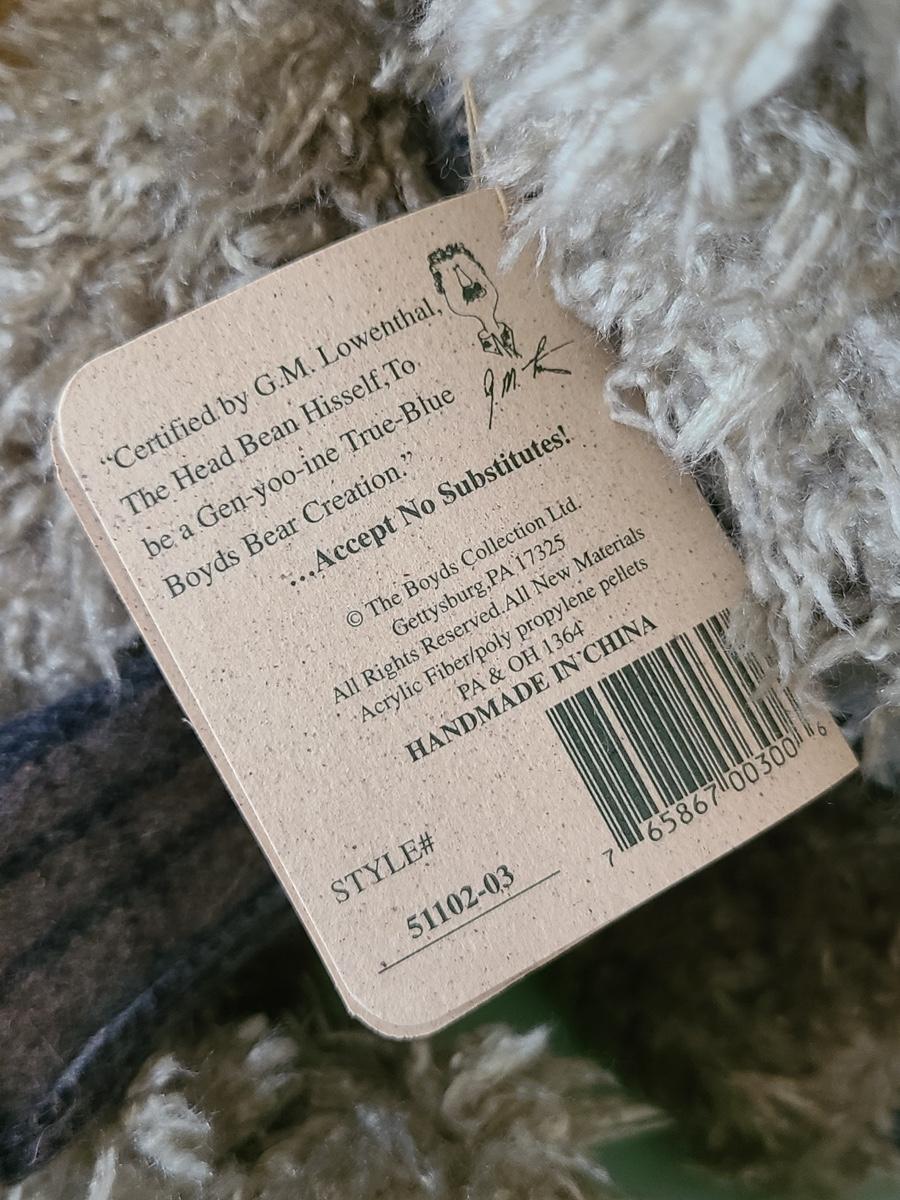 “Certified by G.M. Lowenthal,
The Head Bean Hisself,To
be a Gen-yoo-ine True-Blue
Boyds Bear Creation.”
G.M.
...Accept No Substitutes!
© The Boyds Collection Ltd.
Gettysburg,PA 17325
All Rights Reserved.All New Materials
Acrylic Fiber/poly propylene pellets
PA & OH 1364
HANDMADE IN CHINA
7 65867 00300 6
STYLE#
51102-03